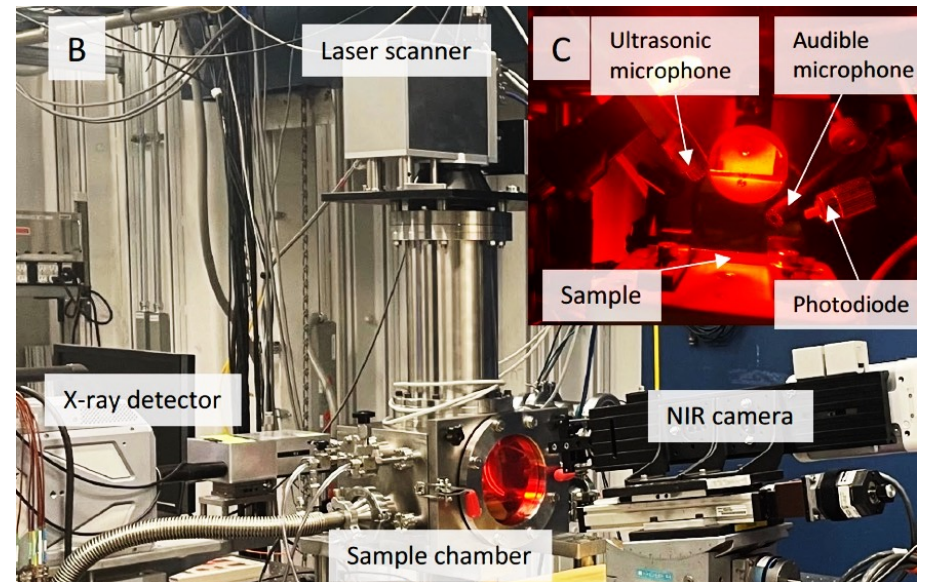 B
Laser scanner
C
Ultrasonic
microphone
Audible
microphone
Sample
Photodiode
X-ray detector
NIR camera
Sample chamber